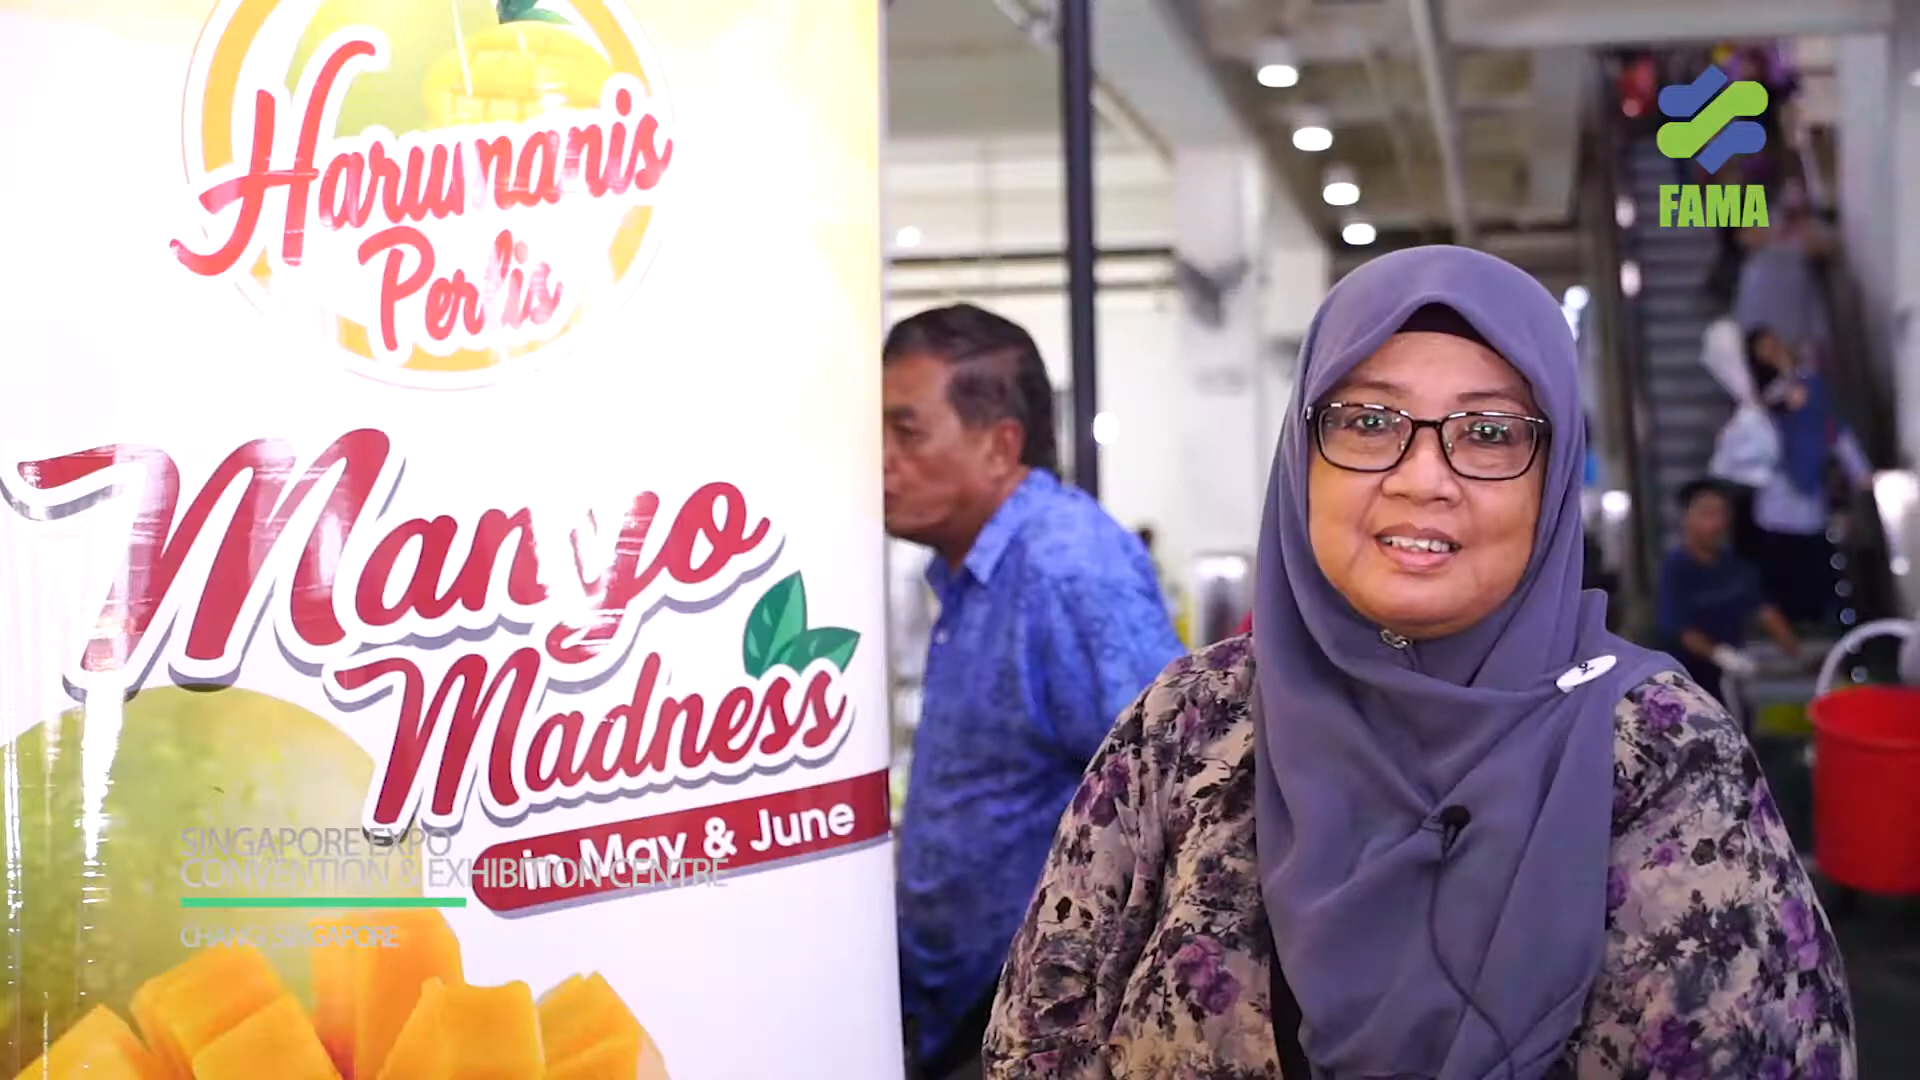 Harumanis
Perlis
Mango
Madness
in May & June
SINGAPORE EXPO
CONVENTION & EXHIBITION CENTRE
CHANGI, SINGAPORE
FAMA